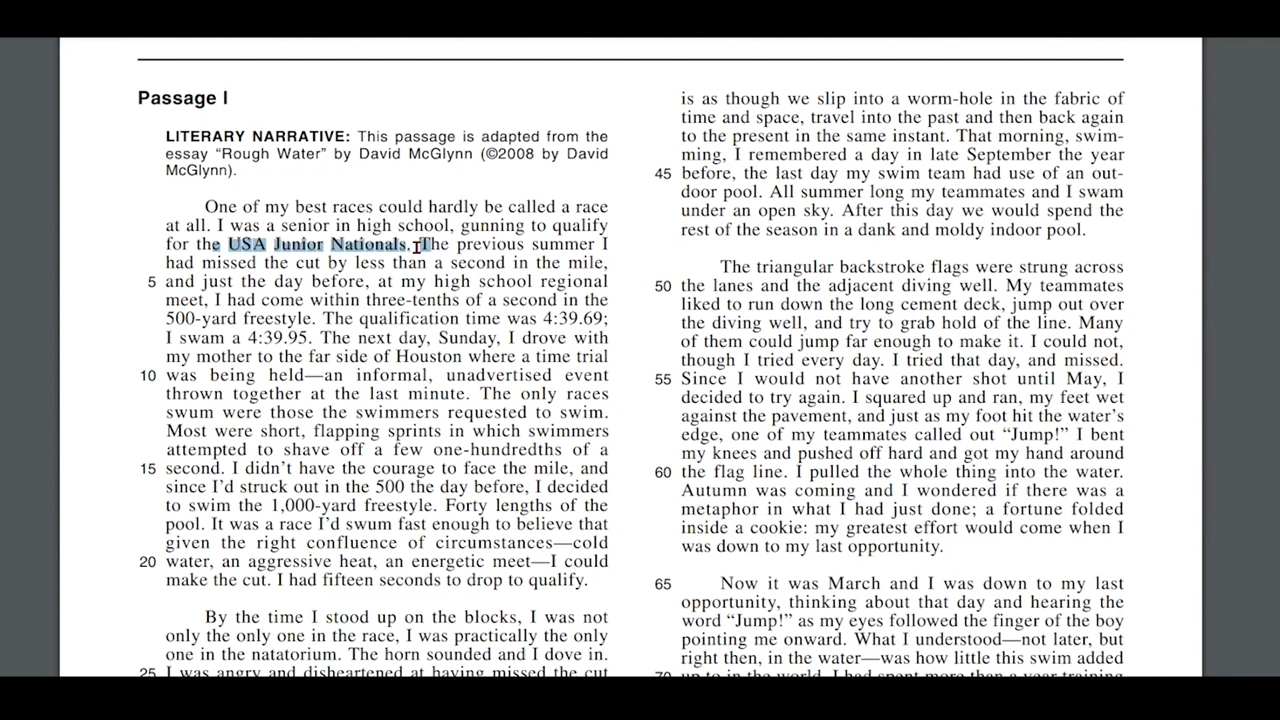 Passage I
LITERARY NARRATIVE: This passage is adapted from the
essay “Rough Water” by David McGlynn (©2008 by David
McGlynn).
One of my best races could hardly be called a race
at all. I was a senior in high school, gunning to qualify
for the USA Junior Nationals. The previous summer I
had missed the cut by less than a second in the mile,
5 and just the day before, at my high school regional
meet, I had come within three-tenths of a second in the
500-yard freestyle. The qualification time was 4:39.69;
I swam a 4:39.95. The next day, Sunday, I drove with
my mother to the far side of Houston where a time trial
10 was being held—an informal, unadvertised event
thrown together at the last minute. The only races
swum were those the swimmers requested to swim.
Most were short, flapping sprints in which swimmers
attempted to shave off a few one-hundredths of a
15 second. I didn’t have the courage to face the mile, and
since I’d struck out in the 500 the day before, I decided
to swim the 1,000-yard freestyle. Forty lengths of the
pool. It was a race I’d swum fast enough to believe that
given the right confluence of circumstances—cold
20 water, an aggressive heat, an energetic meet—I could
make the cut. I had fifteen seconds to drop to qualify.
By the time I stood up on the blocks, I was not
only the only one in the race, I was practically the only
one in the natatorium. The horn sounded and I dove in.
25 I was angry and disheartened at having missed the cut
is as though we slip into a worm-hole in the fabric of
time and space, travel into the past and then back again
to the present in the same instant. That morning, swim-
ming, I remembered a day in late September the year
45 before, the last day my swim team had use of an out-
door pool. All summer long my teammates and I swam
under an open sky. After this day we would spend the
rest of the season in a dank and moldy indoor pool.
The triangular backstroke flags were strung across
50 the lanes and the adjacent diving well. My teammates
liked to run down the long cement deck, jump out over
the diving well, and try to grab hold of the line. Many
of them could jump far enough to make it. I could not,
though I tried every day. I tried that day, and missed.
55 Since I would not have another shot until May, I
decided to try again. I squared up and ran, my feet wet
against the pavement, and just as my foot hit the water’s
edge, one of my teammates called out “Jump!” I bent
my knees and pushed off hard and got my hand around
60 the flag line. I pulled the whole thing into the water.
Autumn was coming and I wondered if there was a
metaphor in what I had just done; a fortune folded
inside a cookie: my greatest effort would come when I
was down to my last opportunity.
65 Now it was March and I was down to my last
opportunity, thinking about that day and hearing the
word “Jump!” as my eyes followed the finger of the boy
pointing me onward. What I understood—not later, but
right then, in the water—was how little this swim added
70 up to in the world. I had spent more than a year training